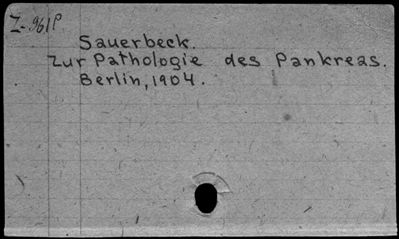 Z-961P
Sauerbeck.
Zur Pathologie des Pankreas.
Berlin, 1904.